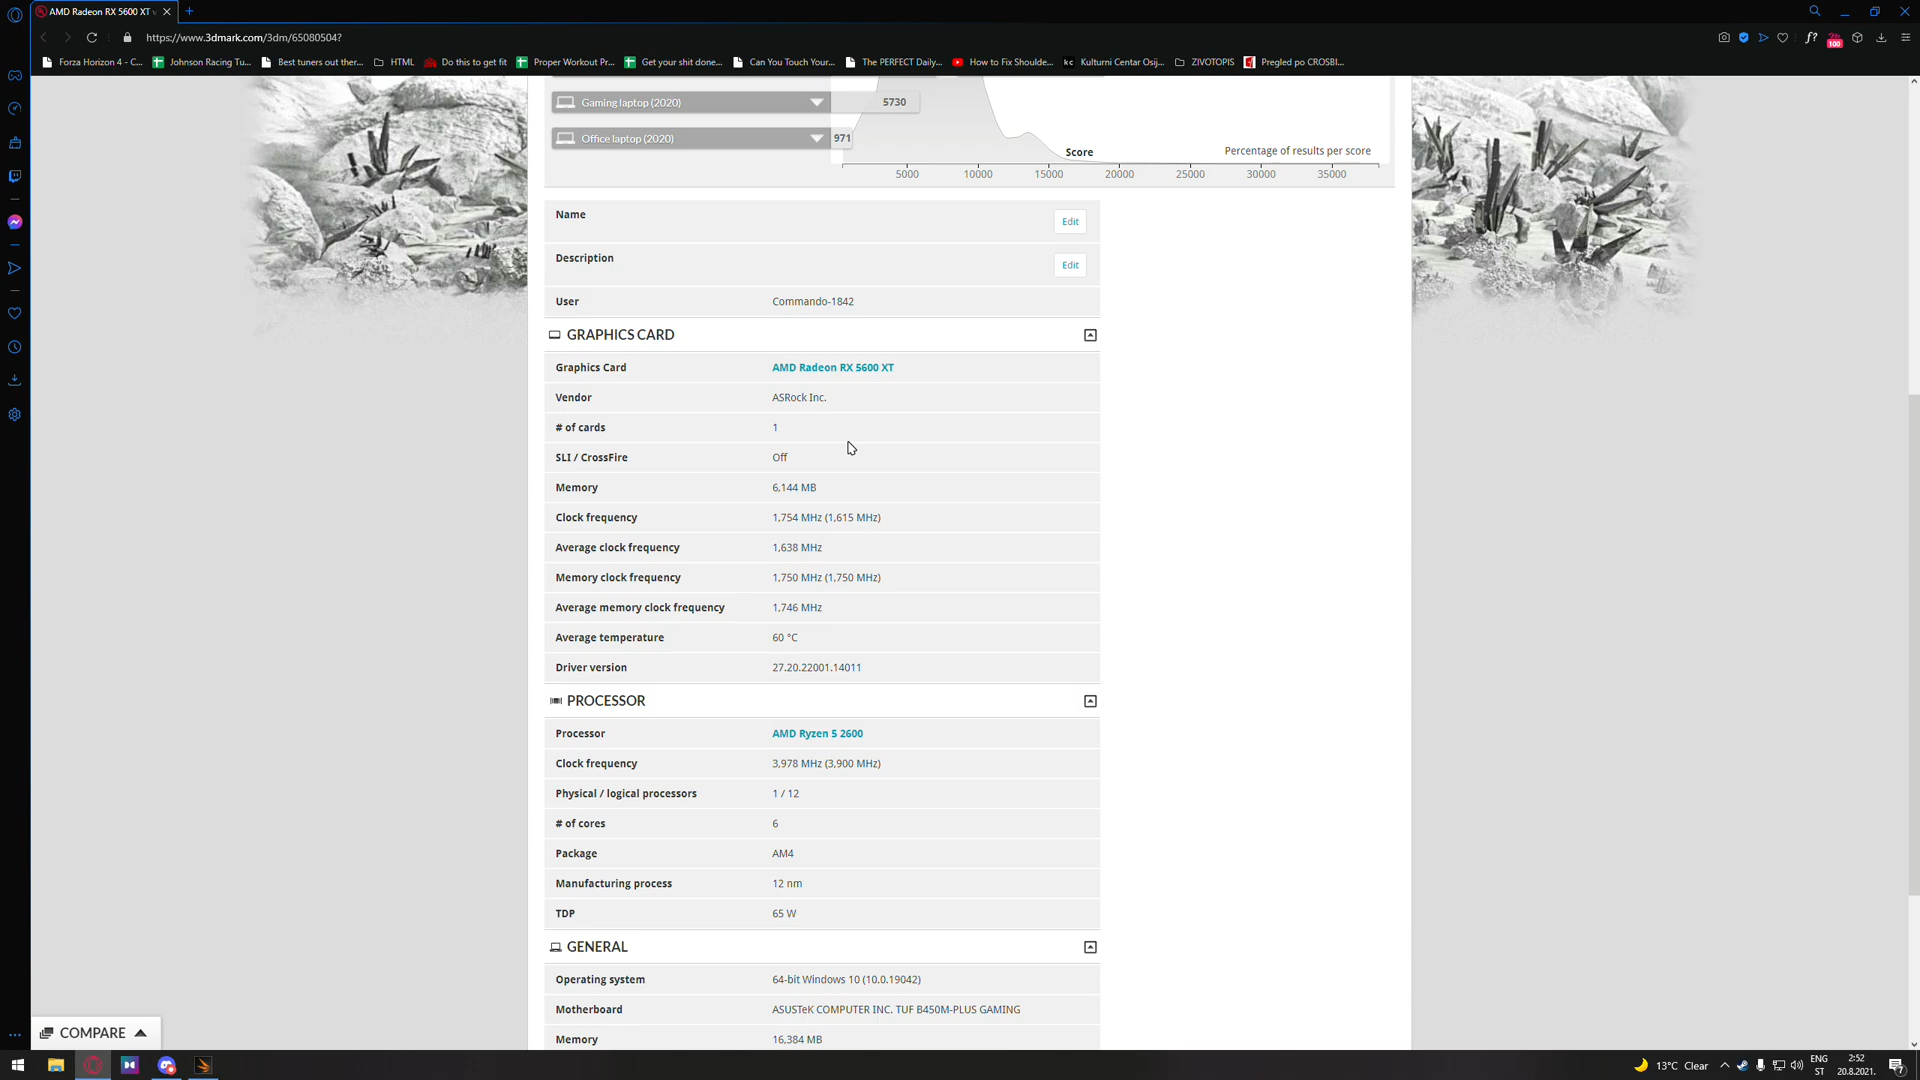 AMD Radeon RX 5600 XT
https://www.3dmark.com/3dm/65080504?
100
Forza Horizon 4 - C...
Johnson Racing Tu...
Best tuners out ther...
HTML
Do this to get fit
Proper Workout Pr...
Get your shit done...
Can You Touch Your...
The PERFECT Daily...
How to Fix Shoulde...
Kulturni Centar Osij...
ZIVOTOPIS
Pregled po CROSBI...
Gaming laptop (2020) 5730
Office laptop (2020) 971
Score
Percentage of results per score
5000 10000 15000 20000 25000 30000 35000
Name Edit
Description Edit
User Commando-1842
GRAPHICS CARD
Graphics Card AMD Radeon RX 5600 XT
Vendor ASRock Inc.
# of cards 1
SLI / CrossFire Off
Memory 6,144 MB
Clock frequency 1,754 MHz (1,615 MHz)
Average clock frequency 1,638 MHz
Memory clock frequency 1,750 MHz (1,750 MHz)
Average memory clock frequency 1,746 MHz
Average temperature 60 °C
Driver version 27.20.22001.14011
PROCESSOR
Processor AMD Ryzen 5 2600
Clock frequency 3,978 MHz (3,900 MHz)
Physical / logical processors 1 / 12
# of cores 6
Package AM4
Manufacturing process 12 nm
TDP 65 W
GENERAL
Operating system 64-bit Windows 10 (10.0.19042)
Motherboard ASUSTeK COMPUTER INC. TUF B450M-PLUS GAMING
Memory 16,384 MB
COMPARE
13°C Clear
ENG
ST
2:52
20.8.2021.
7